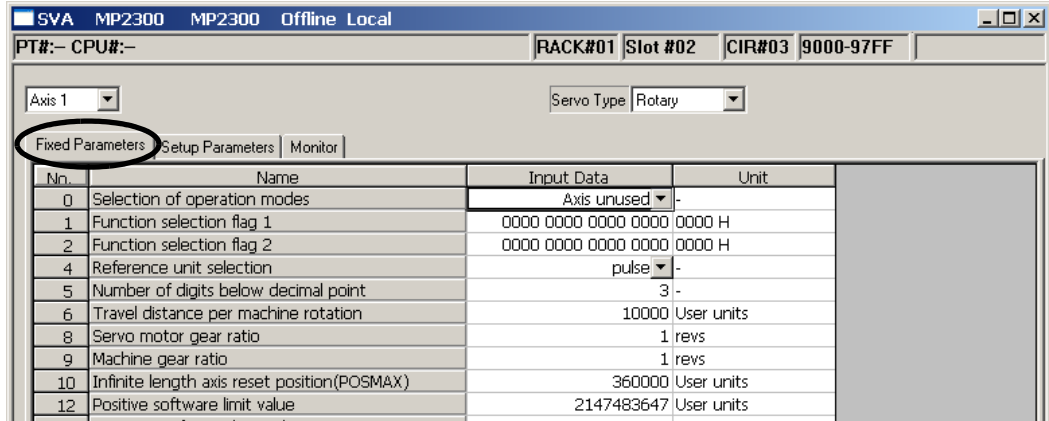 SVA MP2300 MP2300 Offline Local
PT#:– CPU#:– RACK#01 Slot #02 CIR#03 9000-97FF
Axis 1 Servo Type Rotary
Fixed Parameters Setup Parameters Monitor
No. Name Input Data Unit
0 Selection of operation modes Axis unused -
1 Function selection flag 1 0000 0000 0000 0000 0000 H
2 Function selection flag 2 0000 0000 0000 0000 0000 H
4 Reference unit selection pulse -
5 Number of digits below decimal point 3 -
6 Travel distance per machine rotation 10000 User units
8 Servo motor gear ratio 1 revs
9 Machine gear ratio 1 revs
10 Infinite length axis reset position(POSMAX) 360000 User units
12 Positive software limit value 2147483647 User units